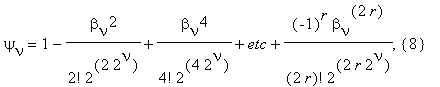 ψ_ν = 1 − β_ν 2 / (2! 2^(2 2^ν)) + β_ν 4 / (4! 2^(4 2^ν)) + etc + (-1)^r β_ν^(2 r) / ((2 r)! 2^(2 r 2^ν)), {8}